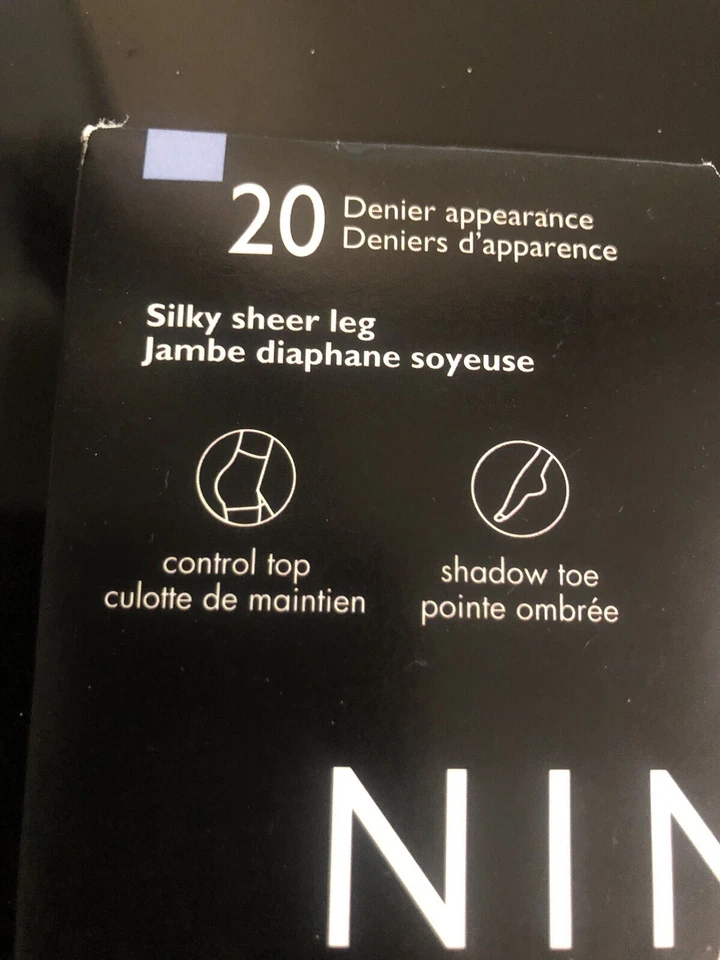 20 Denier appearance
Deniers d'apparence
Silky sheer leg
Jambe diaphane soyeuse
control top
culotte de maintien
shadow toe
pointe ombrée
NIN